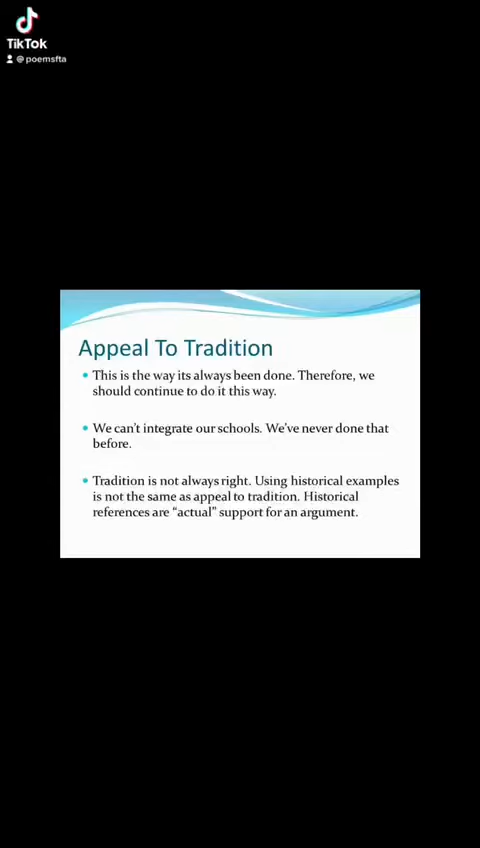 TikTok
@poemsfta
Appeal To Tradition
• This is the way its always been done. Therefore, we
should continue to do it this way.
• We can't integrate our schools. We've never done that
before.
• Tradition is not always right. Using historical examples
is not the same as appeal to tradition. Historical
references are “actual” support for an argument.